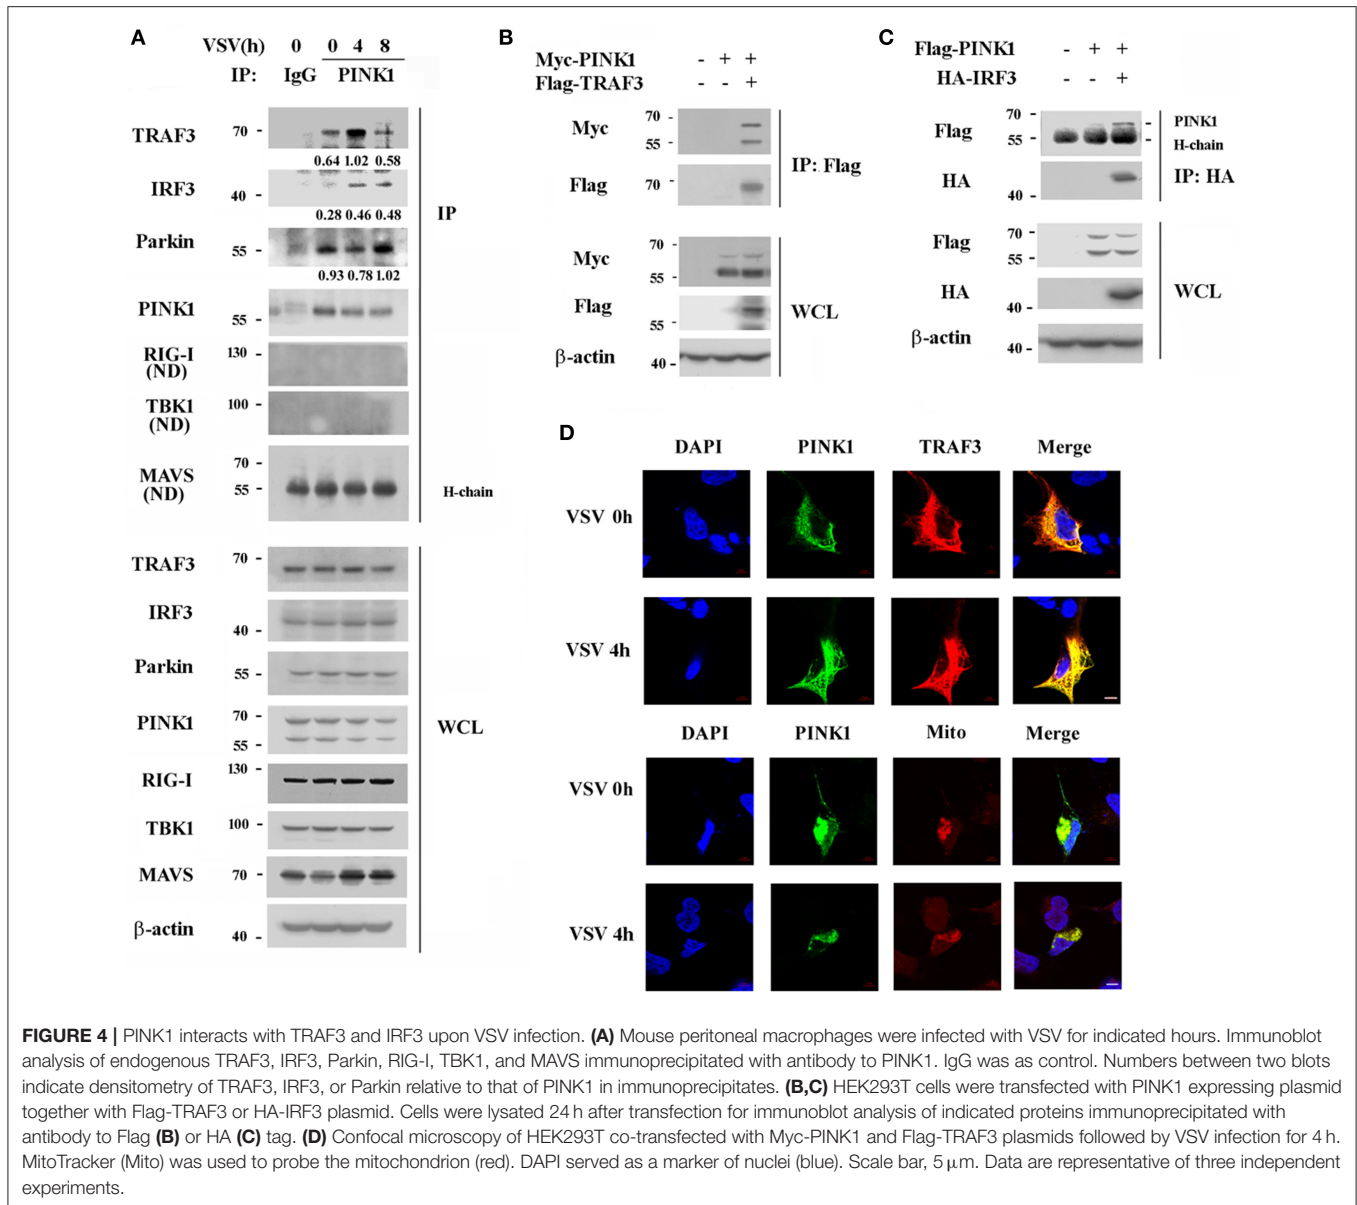 A
VSV(h) 0 0 4 8
IP: IgG PINK1
TRAF3 70 -
0.64 1.02 0.58
IRF3
40 -
0.28 0.46 0.48
Parkin
55 -
0.93 0.78 1.02
PINK1
55 -
RIG-I 130 -
(ND)
TBK1 100 -
(ND)
MAVS 70 -
(ND) 55 -
H-chain
IP
TRAF3 70 -
IRF3
40 -
Parkin
55 -
PINK1 70 -
55 -
RIG-I 130 -
TBK1 100 -
MAVS 70 -
β-actin
40 -
WCL
B
Myc-PINK1 - + +
Flag-TRAF3 - - +
Myc 70 -
55 -
Flag 70 -
IP: Flag
Myc 70 -
55 -
Flag
55 -
β-actin 40 -
WCL
C
Flag-PINK1 - + +
HA-IRF3 - - +
Flag 70 -
55 -
- PINK1
- H-chain
HA
40 -
IP: HA
Flag 70 -
55 -
HA
40 -
β-actin
40 -
WCL
D
DAPI PINK1 TRAF3 Merge
VSV 0h
VSV 4h
DAPI PINK1 Mito Merge
VSV 0h
VSV 4h
FIGURE 4 | PINK1 interacts with TRAF3 and IRF3 upon VSV infection. (A) Mouse peritoneal macrophages were infected with VSV for indicated hours. Immunoblot
analysis of endogenous TRAF3, IRF3, Parkin, RIG-I, TBK1, and MAVS immunoprecipitated with antibody to PINK1. IgG was as control. Numbers between two blots
indicate densitometry of TRAF3, IRF3, or Parkin relative to that of PINK1 in immunoprecipitates. (B,C) HEK293T cells were transfected with PINK1 expressing plasmid
together with Flag-TRAF3 or HA-IRF3 plasmid. Cells were lysated 24 h after transfection for immunoblot analysis of indicated proteins immunoprecipitated with
antibody to Flag (B) or HA (C) tag. (D) Confocal microscopy of HEK293T co-transfected with Myc-PINK1 and Flag-TRAF3 plasmids followed by VSV infection for 4 h.
MitoTracker (Mito) was used to probe the mitochondrion (red). DAPI served as a marker of nuclei (blue). Scale bar, 5 μm. Data are representative of three independent
experiments.